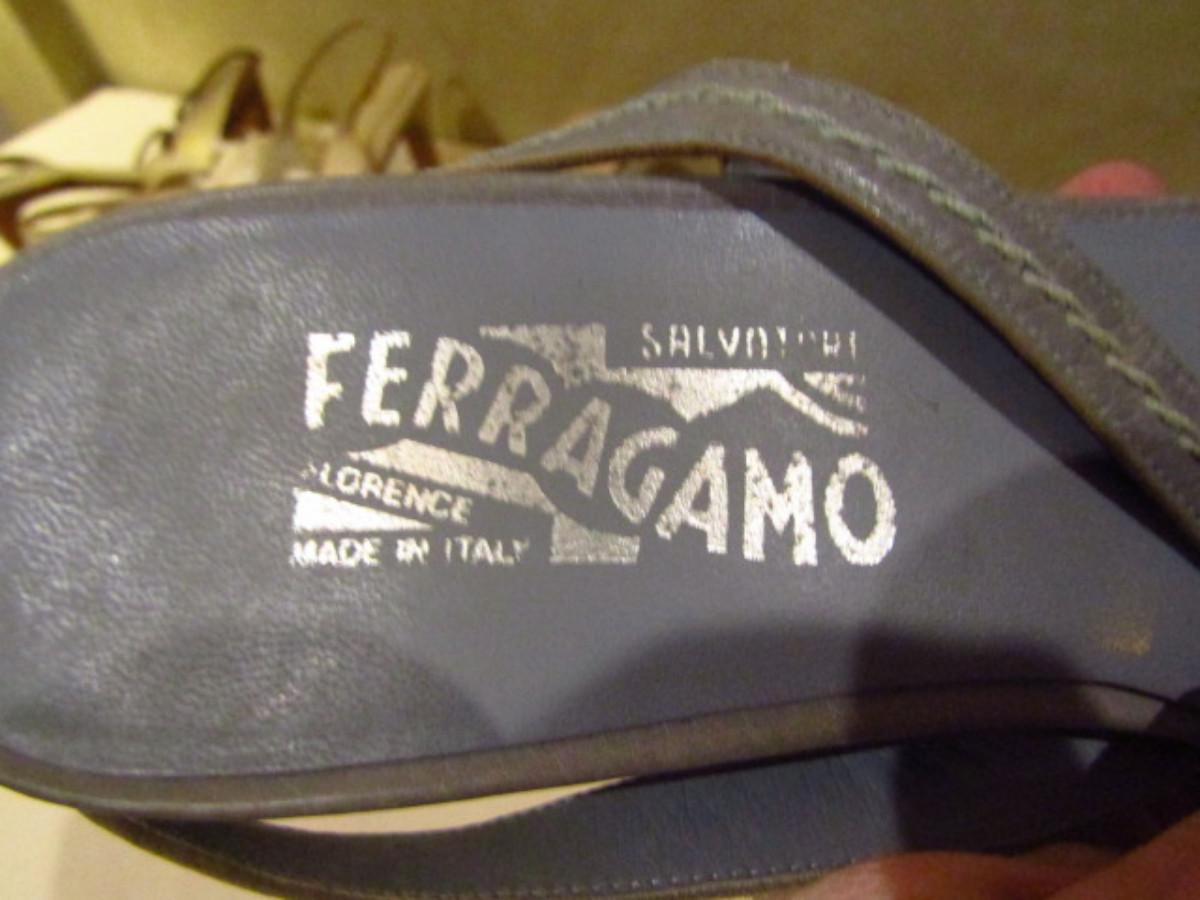 SALVATORE
FERRAGAMO
FLORENCE
MADE IN ITALY